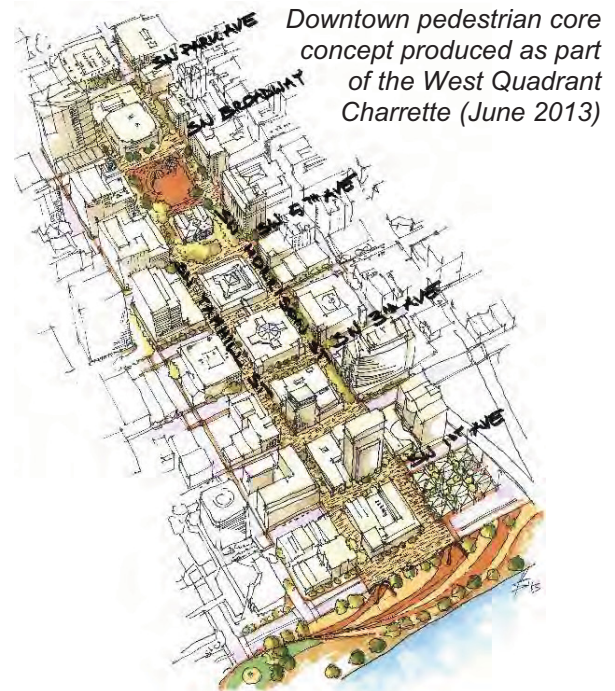 Downtown pedestrian core
concept produced as part
of the West Quadrant
Charrette (June 2013)
SW PARK AVE
SW BROADWAY
SW 5TH AVE
SW 3RD AVE
SW 1ST AVE